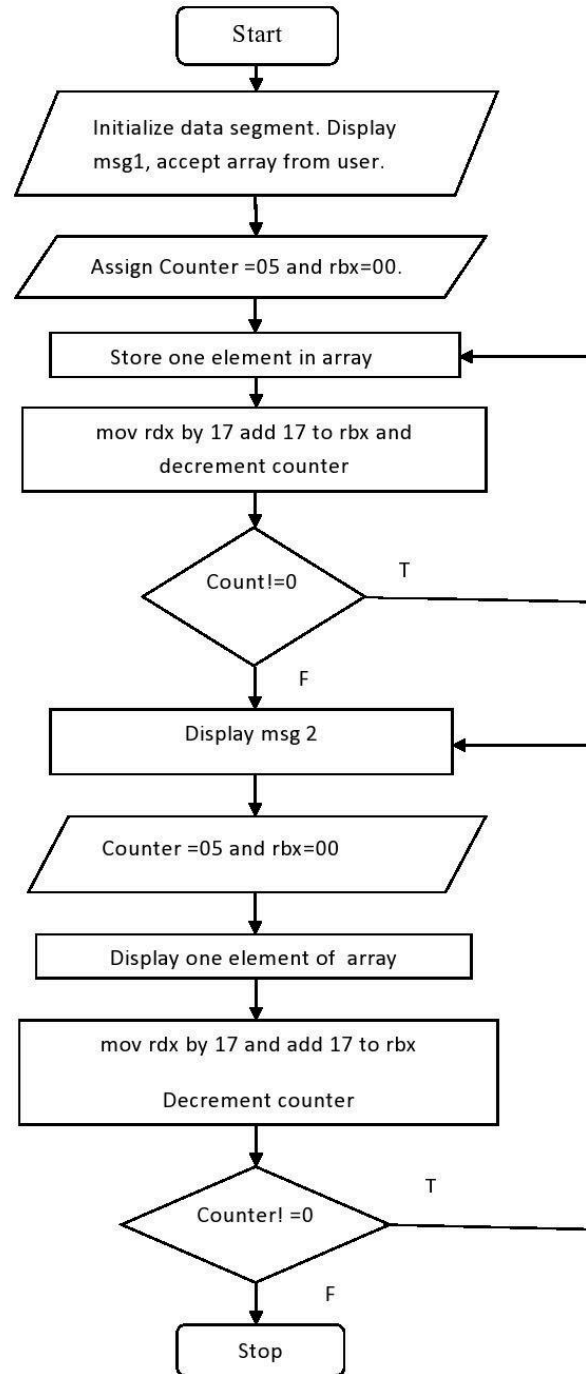 Start
Initialize data segment. Display
msg1, accept array from user.
Assign Counter =05 and rbx=00.
Store one element in array
mov rdx by 17 add 17 to rbx and
decrement counter
Count!=0
T
F
Display msg 2
Counter =05 and rbx=00
Display one element of array
mov rdx by 17 and add 17 to rbx
Decrement counter
Counter! =0
T
F
Stop